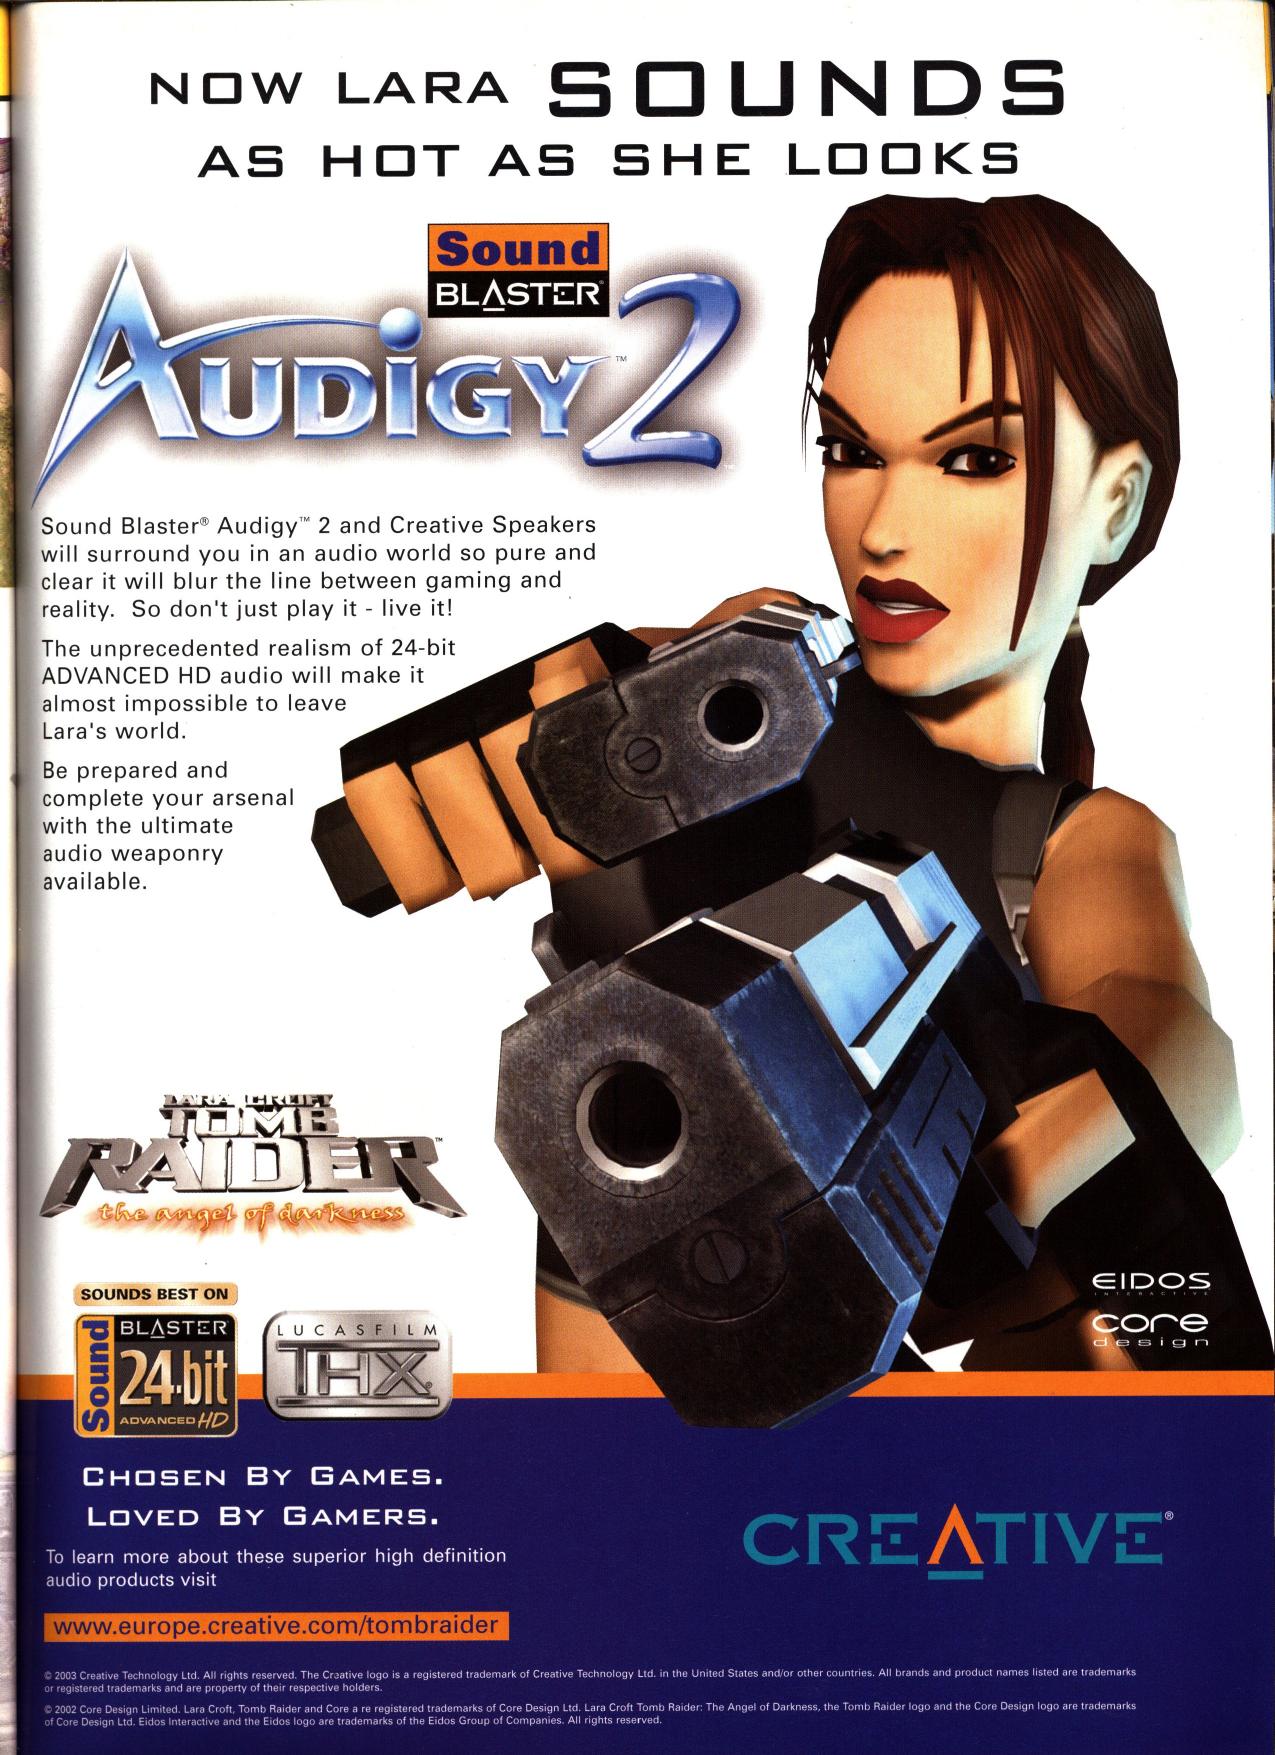 NOW LARA SOUNDS
AS HOT AS SHE LOOKS
Sound
BLASTER®
AUDIGY™ 2™
Sound Blaster® Audigy™ 2 and Creative Speakers
will surround you in an audio world so pure and
clear it will blur the line between gaming and
reality. So don't just play it - live it!
The unprecedented realism of 24-bit
ADVANCED HD audio will make it
almost impossible to leave
Lara's world.
Be prepared and
complete your arsenal
with the ultimate
audio weaponry
available.
LARA CROFT
TOMB
RAIDER™
the angel of darkness
SOUNDS BEST ON
Sound
BLASTER
24-bit
ADVANCED HD
LUCASFILM
THX®
EIDOS
INTERACTIVE
core
design
CHOSEN BY GAMES.
LOVED BY GAMERS.
To learn more about these superior high definition
audio products visit
www.europe.creative.com/tombraider
CREATIVE®
© 2003 Creative Technology Ltd. All rights reserved. The Creative logo is a registered trademark of Creative Technology Ltd. in the United States and/or other countries. All brands and product names listed are trademarks
or registered trademarks and are property of their respective holders.
© 2002 Core Design Limited. Lara Croft, Tomb Raider and Core a re registered trademarks of Core Design Ltd. Lara Croft Tomb Raider: The Angel of Darkness, the Tomb Raider logo and the Core Design logo are trademarks
of Core Design Ltd. Eidos Interactive and the Eidos logo are trademarks of the Eidos Group of Companies. All rights reserved.